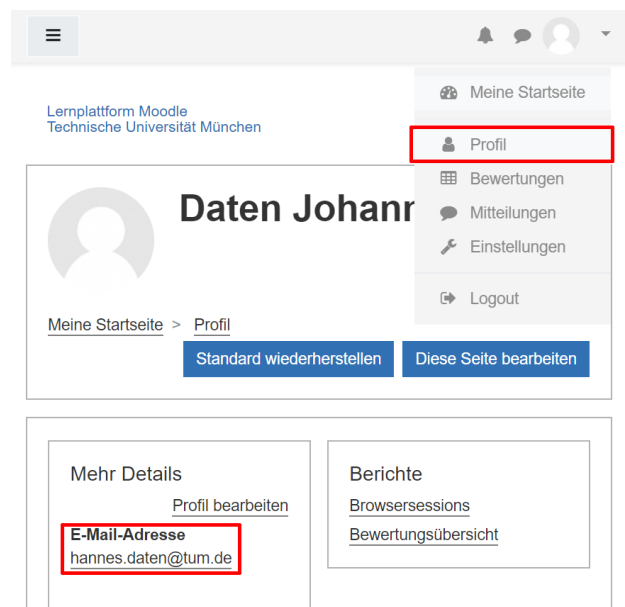 Meine Startseite
Lernplattform Moodle
Technische Universität München
Profil
Bewertungen
Mitteilungen
Einstellungen
Logout
Daten
Meine Startseite > Profil
Standard wiederherstellen
Diese Seite bearbeiten
Mehr Details
Profil bearbeiten
E-Mail-Adresse
hannes.daten@tum.de
Berichte
Browsersessions
Bewertungsübersicht